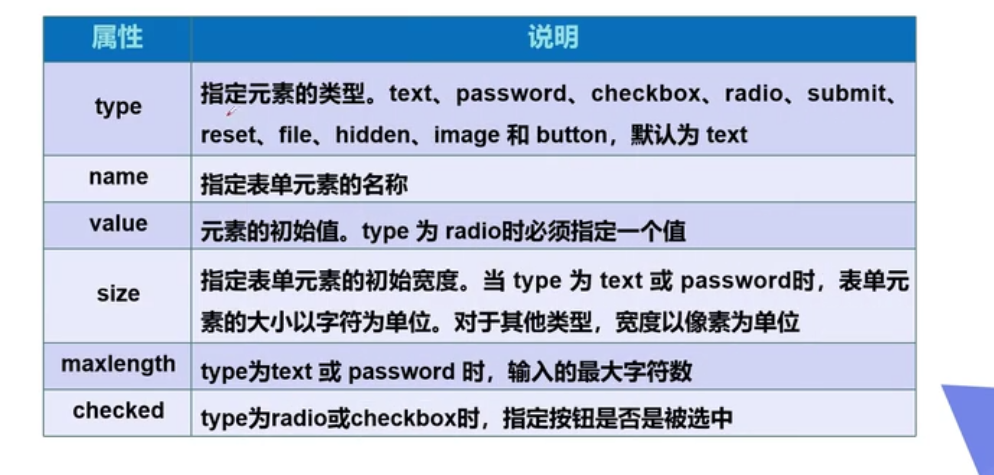 属性 说明
type 指定元素的类型。text、password、checkbox、radio、submit、
reset、file、hidden、image 和 button，默认为 text
name 指定表单元素的名称
value 元素的初始值。type 为 radio时必须指定一个值
size 指定表单元素的初始宽度。当 type 为 text 或 password时，表单元
素的大小以字符为单位。对于其他类型，宽度以像素为单位
maxlength type为text 或 password 时，输入的最大字符数
checked type为radio或checkbox时，指定按钮是否是被选中